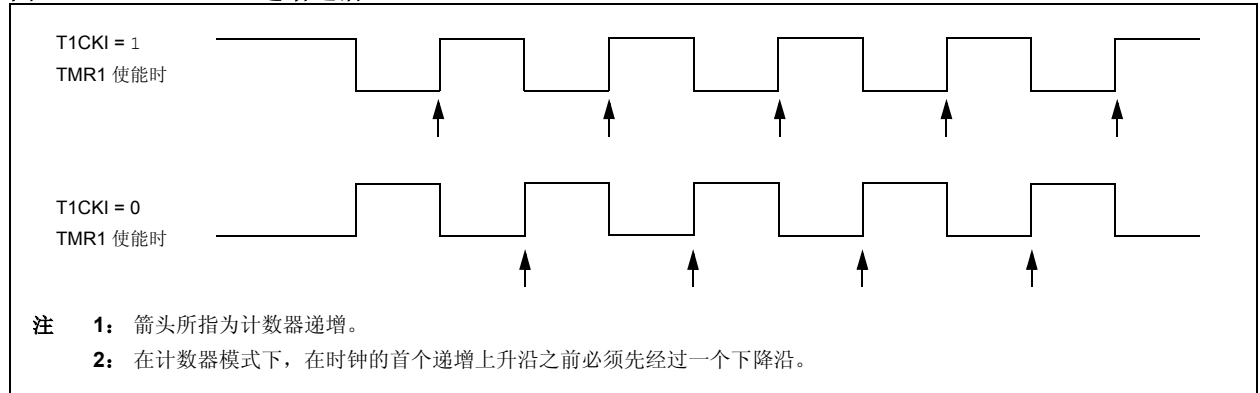 T1CKI = 1
TMR1 使能时
T1CKI = 0
TMR1 使能时
注 1： 箭头所指为计数器递增。
2： 在计数器模式下，在时钟的首个递增上升沿之前必须先经过一个下降沿。